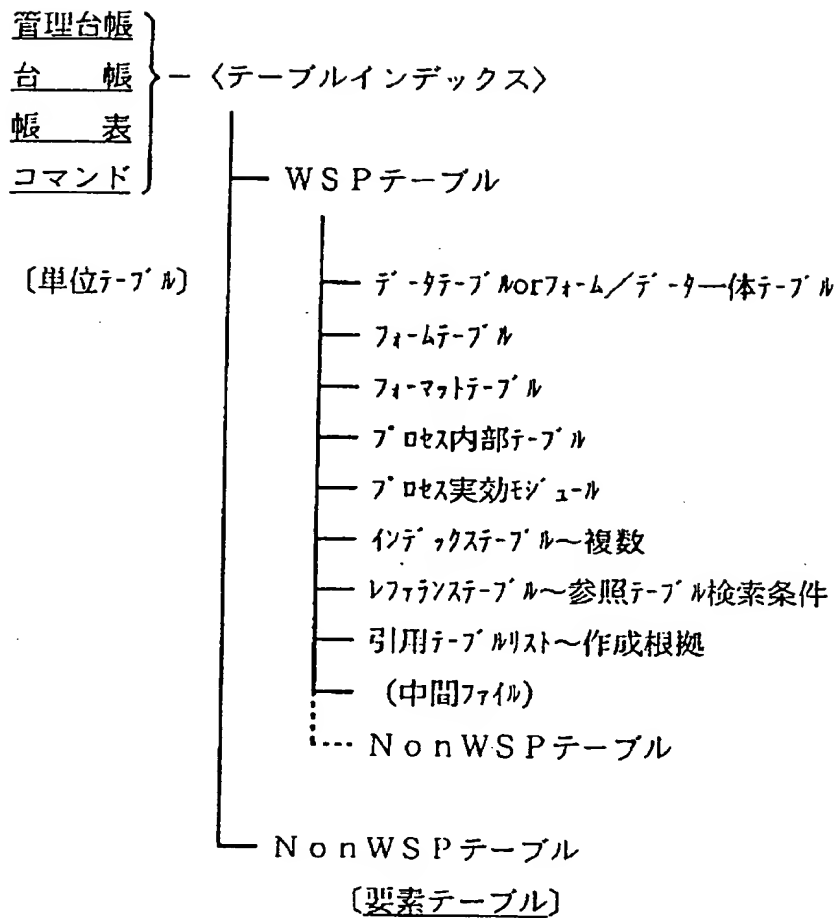 管理台帳
台　　帳
帳　　表
コマンド
〈テーブルインデックス〉
WSPテーブル
〔単位ﾃｰﾌﾞﾙ〕
ﾃﾞｰﾀﾃｰﾌﾞﾙorﾌｫｰﾑ／ﾃﾞｰﾀ一体ﾃｰﾌﾞﾙ
ﾌｫｰﾑﾃｰﾌﾞﾙ
ﾌｫｰﾏｯﾄﾃｰﾌﾞﾙ
ﾌﾟﾛｾｽ内部ﾃｰﾌﾞﾙ
ﾌﾟﾛｾｽ実効ﾓｼﾞｭｰﾙ
ｲﾝﾃﾞｯｸｽﾃｰﾌﾞﾙ～複数
ﾚﾌｧﾗﾝｽﾃｰﾌﾞﾙ～参照ﾃｰﾌﾞﾙ検索条件
引用ﾃｰﾌﾞﾙﾘｽﾄ～作成根拠
(中間ﾌｧｲﾙ)
NonWSPテーブル
NonWSPテーブル
〔要素テーブル〕